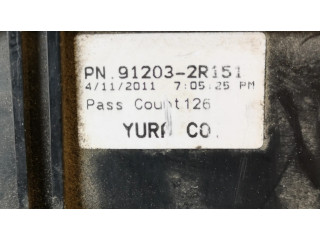 PN.91203-2R151
4/11/2011 7:05:25 PM
Pass Count126
YURA CO.